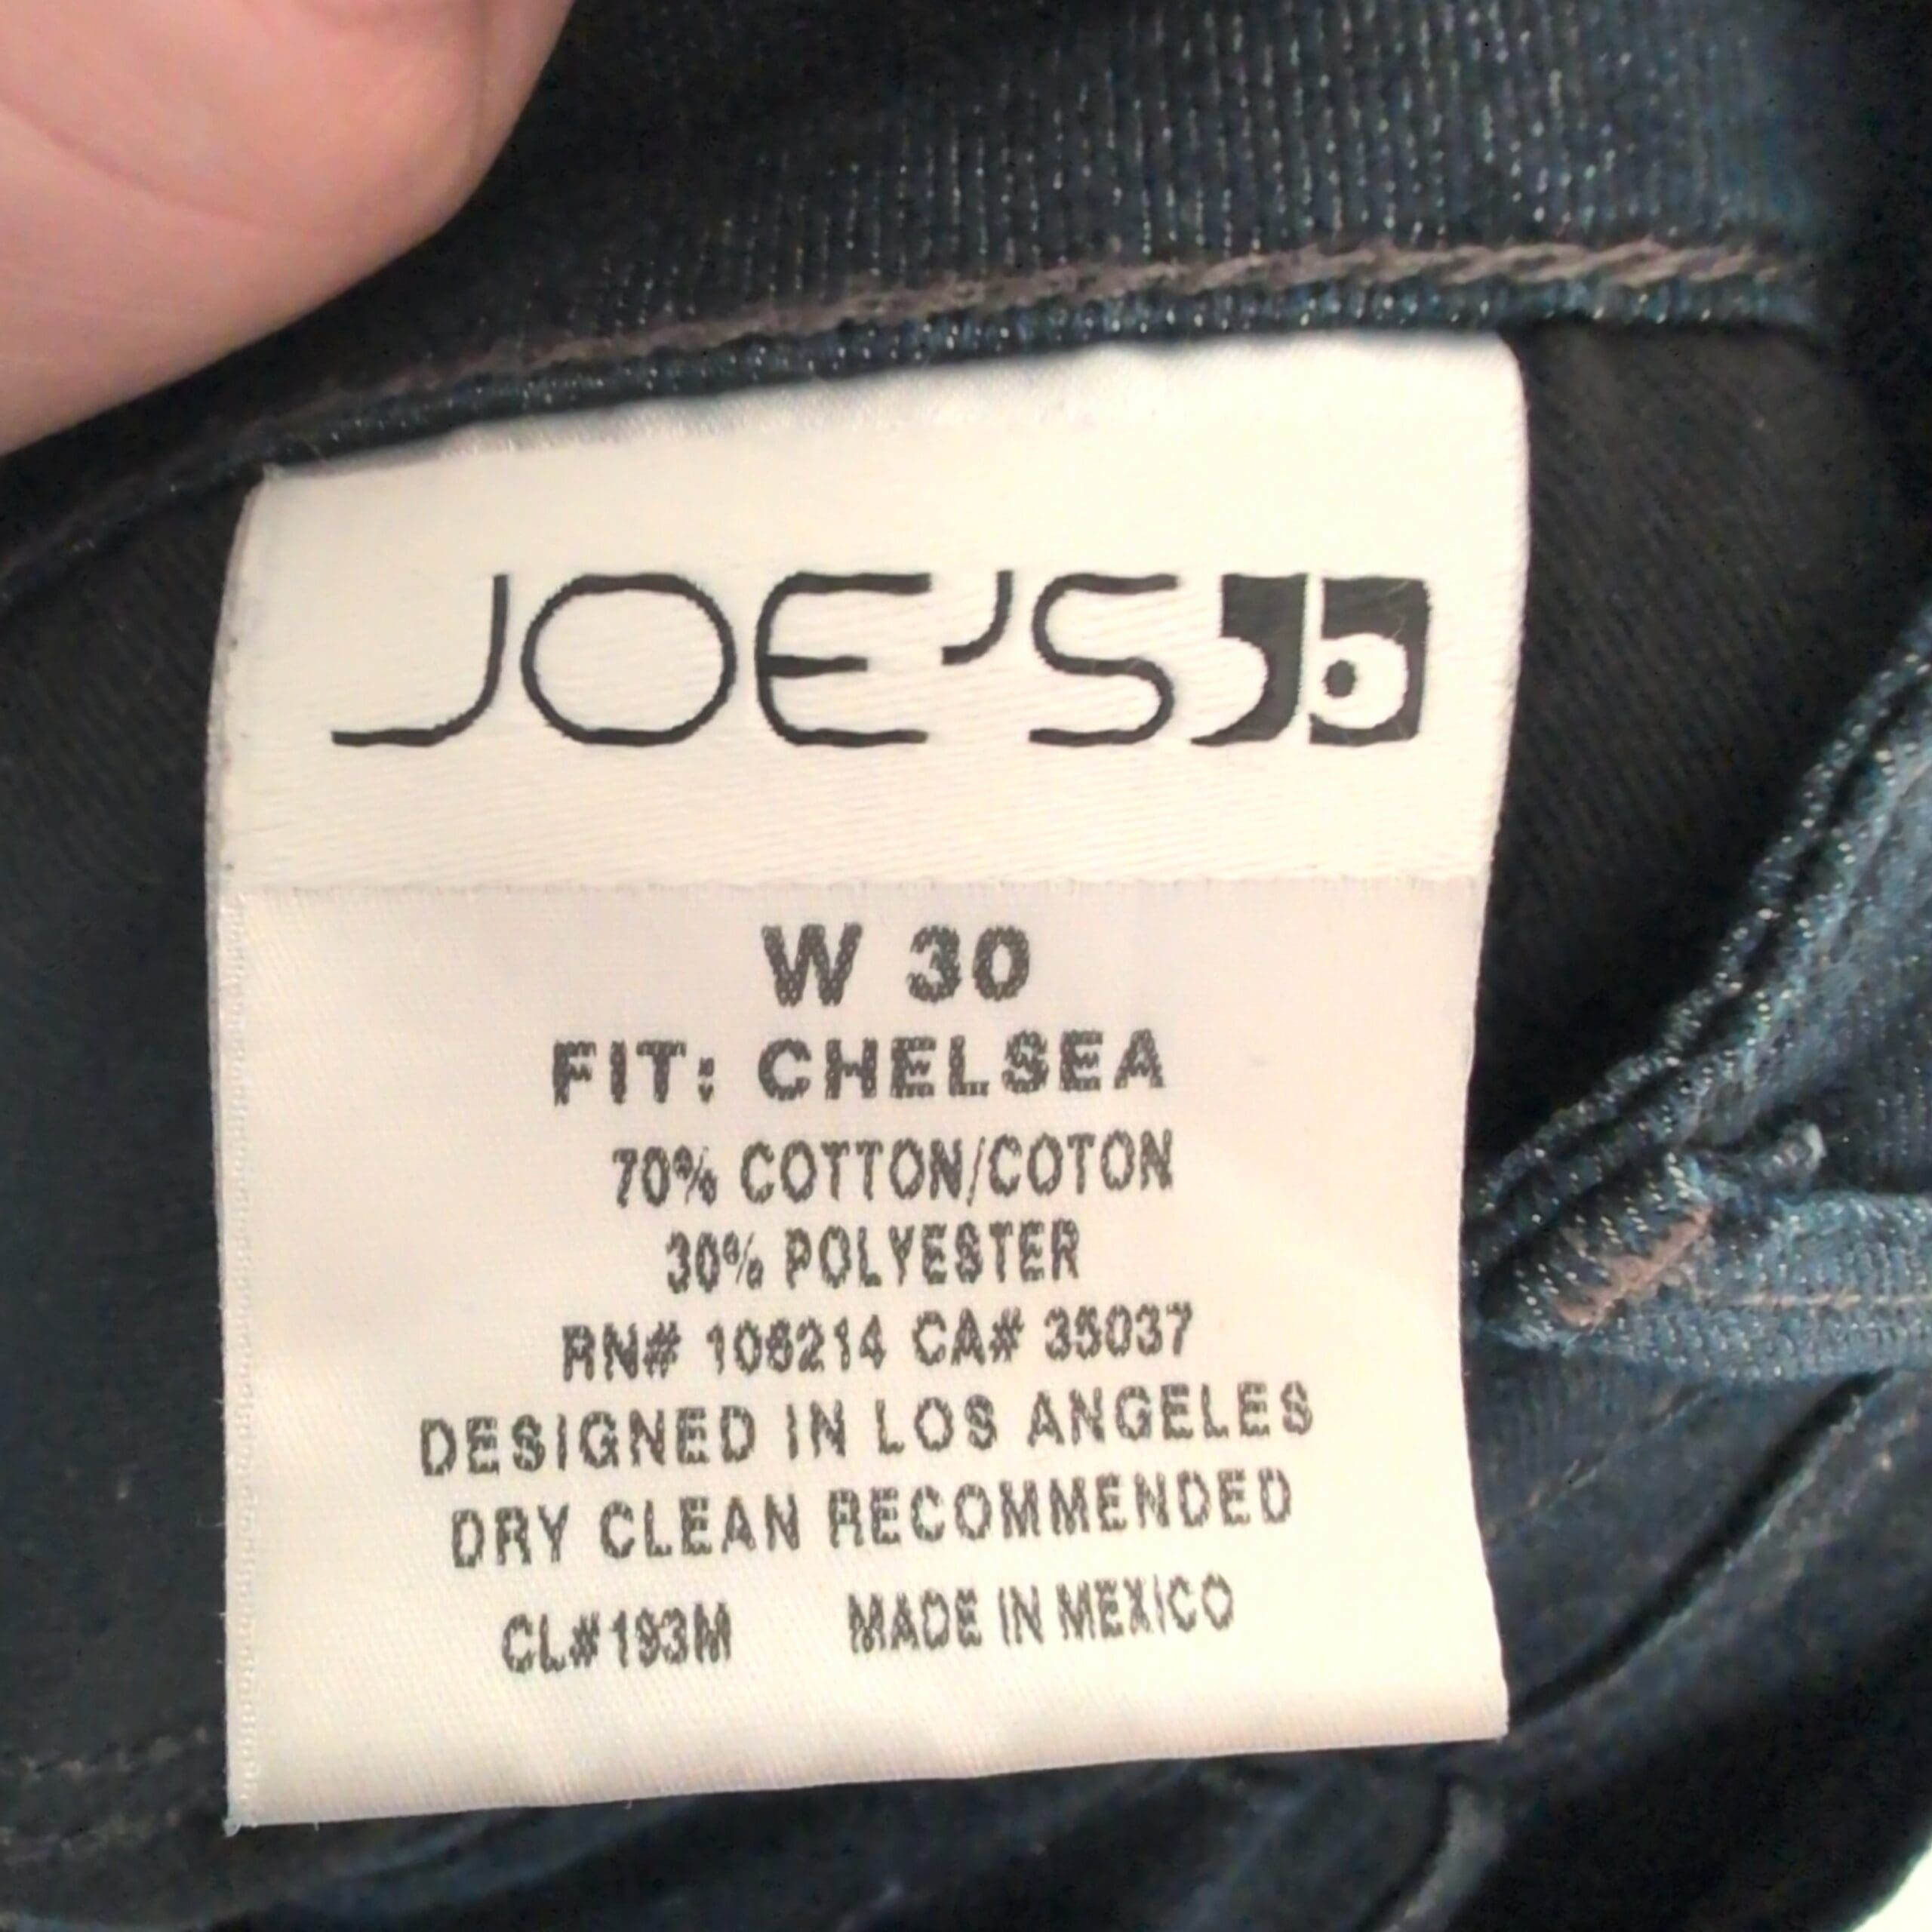 JOE'S
W 30
FIT: CHELSEA
70% COTTON/COTON
30% POLYESTER
RN# 106214 CA# 35037
DESIGNED IN LOS ANGELES
DRY CLEAN RECOMMENDED
CL#193M MADE IN MEXICO